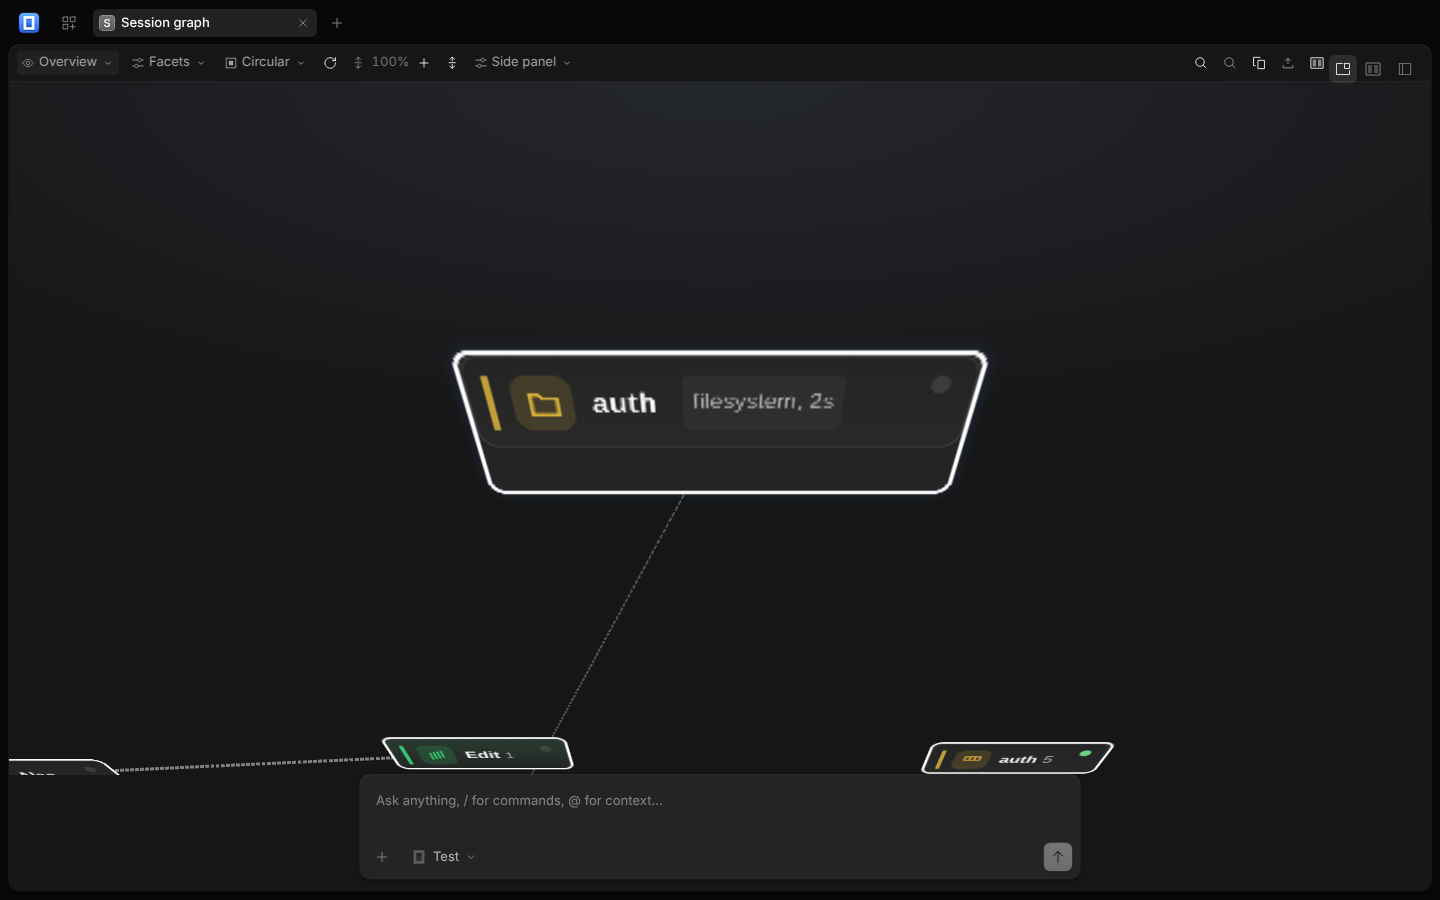 S Session graph
Overview Facets Circular 100% Side panel
auth filesystem, 2s
Edit 1
auth 5
Ask anything, / for commands, @ for context...
Test